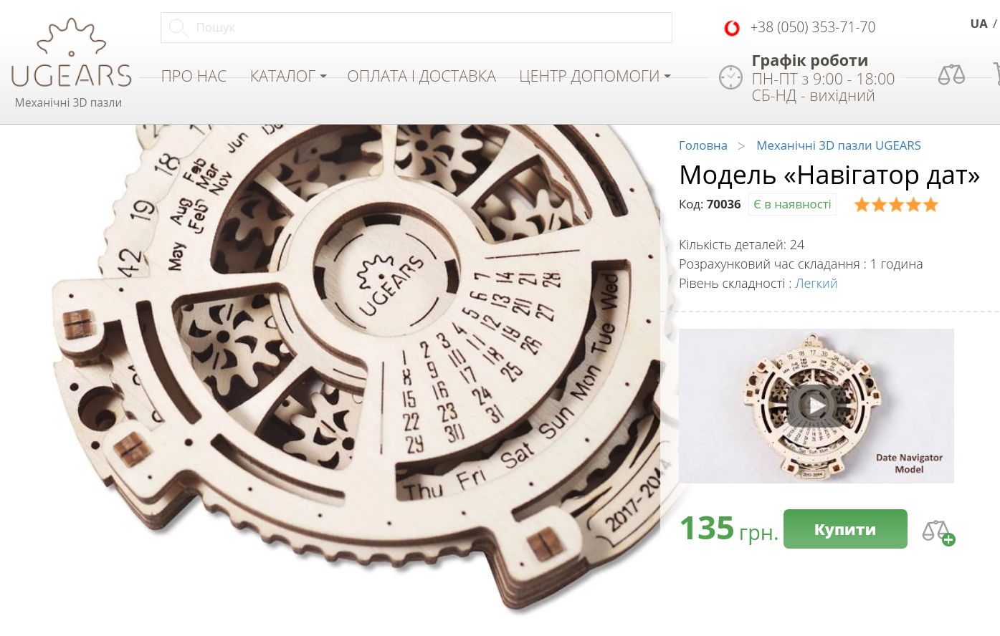 Пошук
+38 (050) 353-71-70
UA /
UGEARS
Механічні 3D пазли
ПРО НАС
КАТАЛОГ
ОПЛАТА І ДОСТАВКА
ЦЕНТР ДОПОМОГИ
Графік роботи
ПН-ПТ з 9:00 - 18:00
СБ-НД - вихідний
Головна > Механічні 3D пазли UGEARS
Модель «Навігатор дат»
Код: 70036 Є в наявності
Кількість деталей: 24
Розрахунковий час складання : 1 година
Рівень складності : Легкий
Date Navigator
Model
135 грн.
Купити
17
18
19
42
Jun
Feb
Mar
Nov
Aug
Feb
May
UGEARS
1 2 3 4 5 6 7
8 9 10 11 12 13 14
15 16 17 18 19 20 21
22 23 24 25 26 27 28
29 30 31
Thu Fri Sat Sun Mon Tue Wed
2017-2044